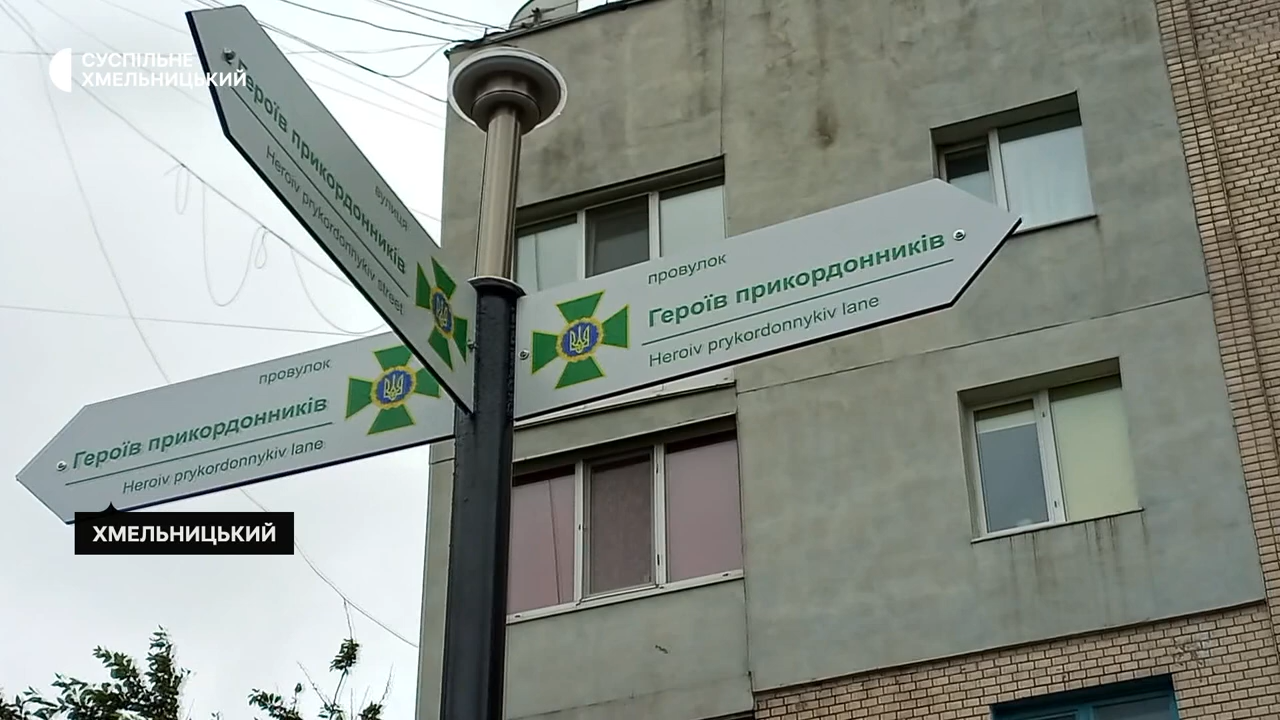 СУСПІЛЬНЕ
ХМЕЛЬНИЦЬКИЙ
вулиця
Героїв прикордонників
Heroiv prykordonnykiv street
провулок
Героїв прикордонників
Heroiv prykordonnykiv lane
провулок
Героїв прикордонників
Heroiv prykordonnykiv lane
ХМЕЛЬНИЦЬКИЙ